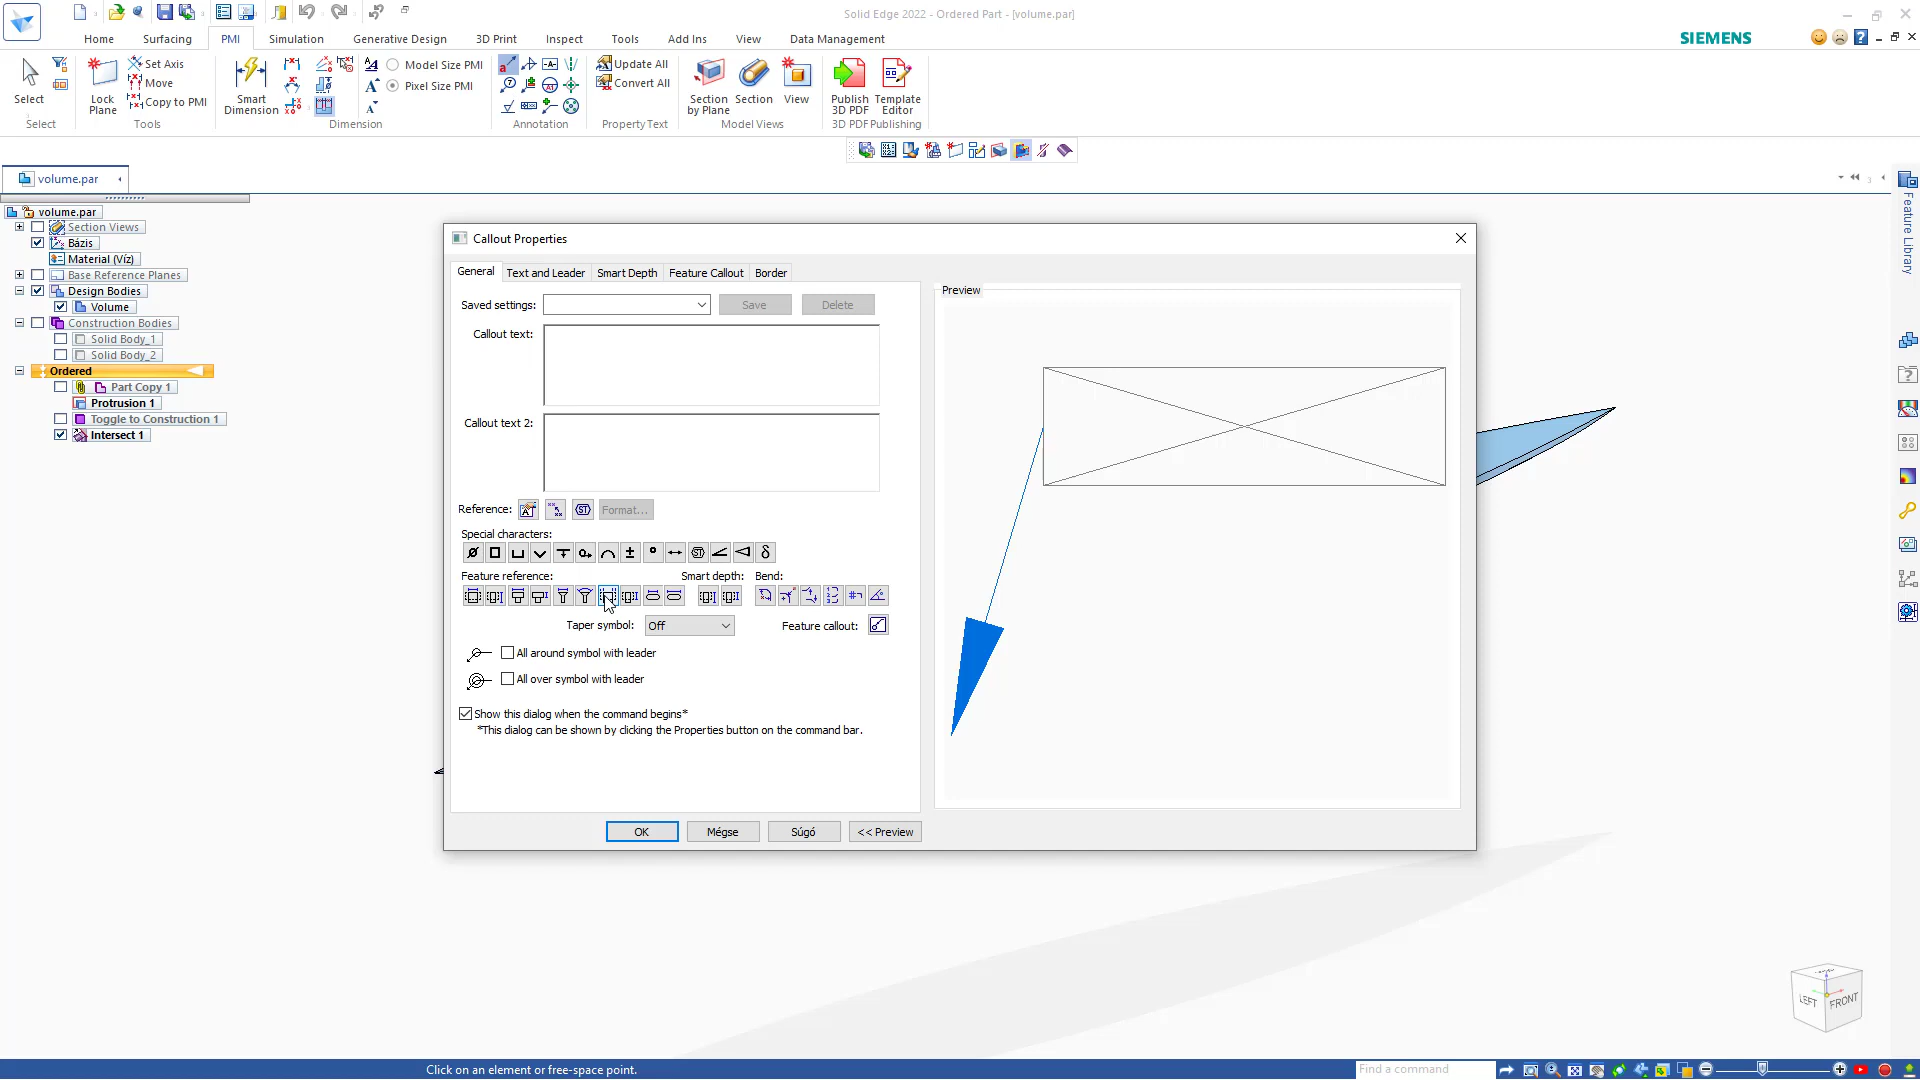 Solid Edge 2022 - Ordered Part - [volume.par]
Home Surfacing PMI Simulation Generative Design 3D Print Inspect Tools Add Ins View Data Management
SIEMENS
Select
Select
Lock Plane
Set Axis
Move
Copy to PMI
Tools
Smart Dimension
Model Size PMI
Pixel Size PMI
Dimension
Annotation
Update All
Convert All
Property Text
Section by Plane
Section
View
Model Views
Publish 3D PDF
Template Editor
3D PDF Publishing
volume.par
volume.par
Section Views
Bázis
Material (Víz)
Base Reference Planes
Design Bodies
Volume
Construction Bodies
Solid Body_1
Solid Body_2
Ordered
Part Copy 1
Protrusion 1
Toggle to Construction 1
Intersect 1
Feature Library
Callout Properties
General Text and Leader Smart Depth Feature Callout Border
Saved settings: Save Delete
Callout text:
Callout text 2:
Reference: Format...
Special characters:
Feature reference: Smart depth: Bend:
Taper symbol: Off Feature callout:
All around symbol with leader
All over symbol with leader
Show this dialog when the command begins*
*This dialog can be shown by clicking the Properties button on the command bar.
Preview
OK Mégse Súgó << Preview
LEFT FRONT
Click on an element or free-space point.
Find a command